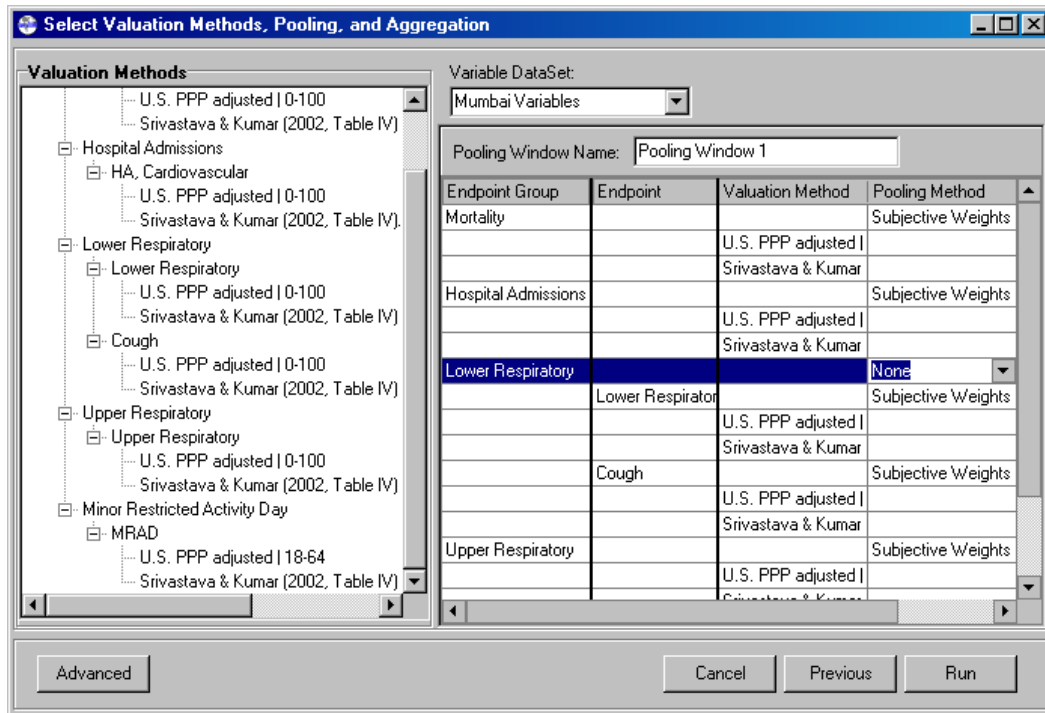 Select Valuation Methods, Pooling, and Aggregation
Valuation Methods
U.S. PPP adjusted | 0-100
Srivastava & Kumar (2002, Table IV)
Hospital Admissions
HA, Cardiovascular
U.S. PPP adjusted | 0-100
Srivastava & Kumar (2002, Table IV).
Lower Respiratory
Lower Respiratory
U.S. PPP adjusted | 0-100
Srivastava & Kumar (2002, Table IV)
Cough
U.S. PPP adjusted | 0-100
Srivastava & Kumar (2002, Table IV)
Upper Respiratory
Upper Respiratory
U.S. PPP adjusted | 0-100
Srivastava & Kumar (2002, Table IV)
Minor Restricted Activity Day
MRAD
U.S. PPP adjusted | 18-64
Srivastava & Kumar (2002, Table IV)
Variable DataSet:
Mumbai Variables
Pooling Window Name: Pooling Window 1
Endpoint Group Endpoint Valuation Method Pooling Method
Mortality Subjective Weights
U.S. PPP adjusted |
Srivastava & Kumar
Hospital Admissions Subjective Weights
U.S. PPP adjusted |
Srivastava & Kumar
Lower Respiratory None
Lower Respirator Subjective Weights
U.S. PPP adjusted |
Srivastava & Kumar
Cough Subjective Weights
U.S. PPP adjusted |
Srivastava & Kumar
Upper Respiratory Subjective Weights
U.S. PPP adjusted |
Advanced Cancel Previous Run